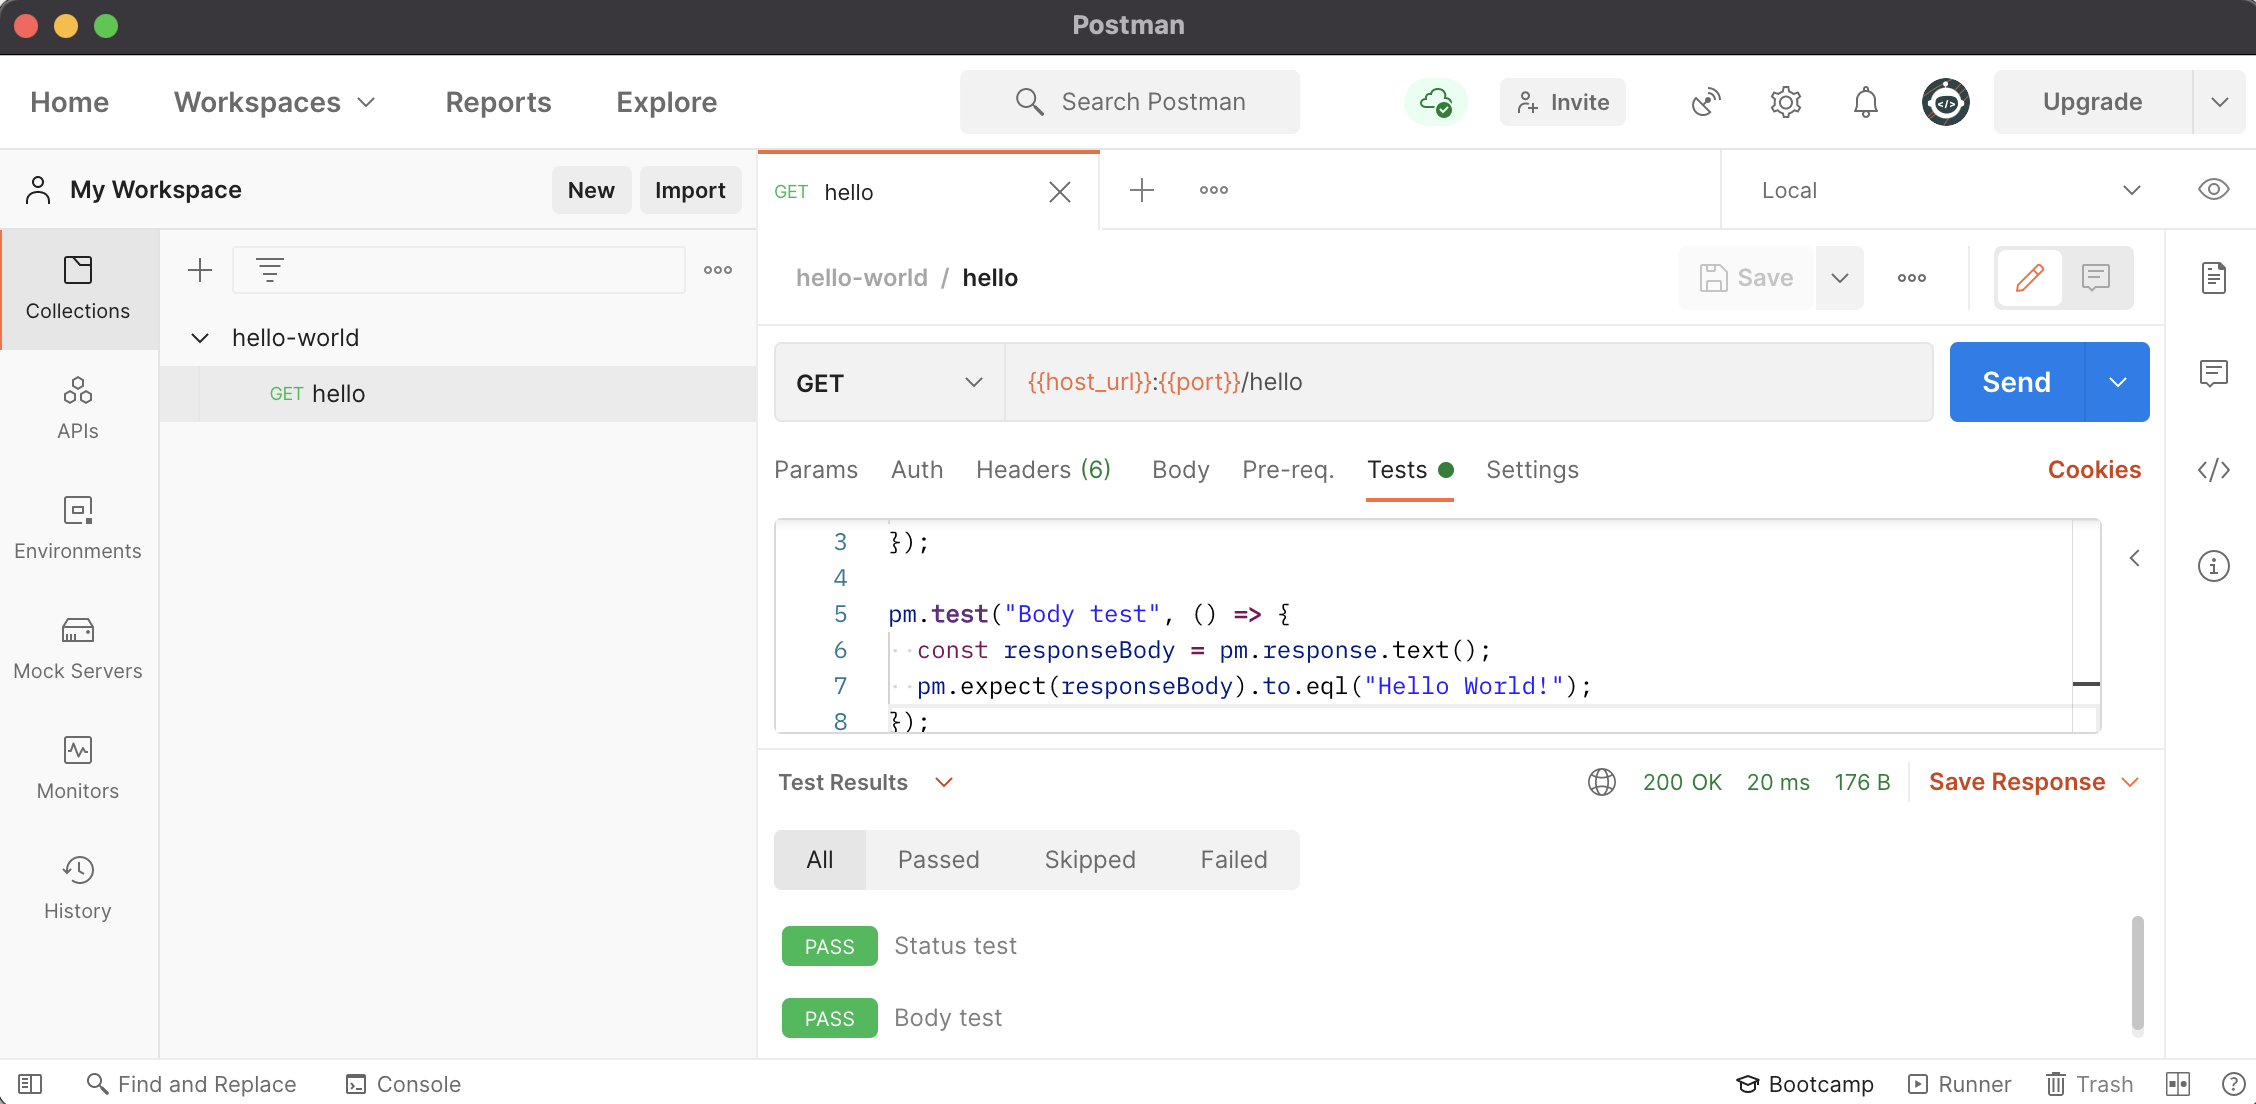 Postman
Home Workspaces Reports Explore Search Postman Invite Upgrade
My Workspace New Import
GET hello
Local
Collections
APIs
Environments
Mock Servers
Monitors
History
hello-world
GET hello
hello-world / hello
Save
GET {{host_url}}:{{port}}/hello Send
Params Auth Headers (6) Body Pre-req. Tests Settings Cookies
3 });
4
5 pm.test("Body test", () => {
6 const responseBody = pm.response.text();
7 pm.expect(responseBody).to.eql("Hello World!");
8 });
Test Results 200 OK 20 ms 176 B Save Response
All Passed Skipped Failed
PASS Status test
PASS Body test
Find and Replace Console Bootcamp Runner Trash